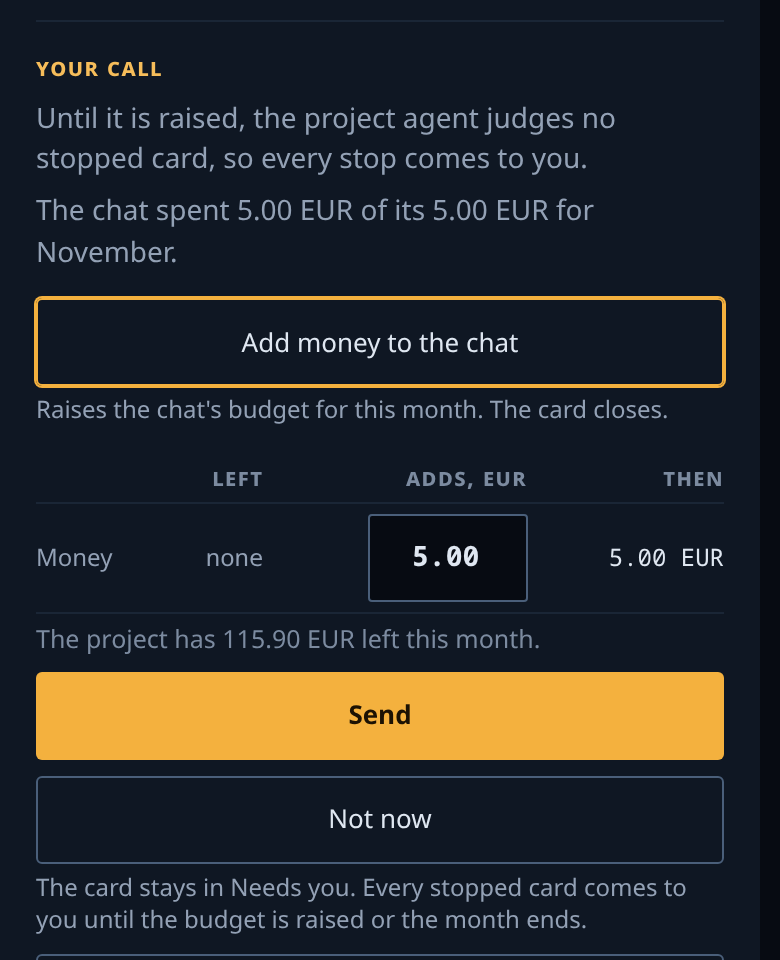 YOUR CALL
Until it is raised, the project agent judges no
stopped card, so every stop comes to you.
The chat spent 5.00 EUR of its 5.00 EUR for
November.
Add money to the chat
Raises the chat's budget for this month. The card closes.
LEFT ADDS, EUR THEN
Money none 5.00 5.00 EUR
The project has 115.90 EUR left this month.
Send
Not now
The card stays in Needs you. Every stopped card comes to
you until the budget is raised or the month ends.